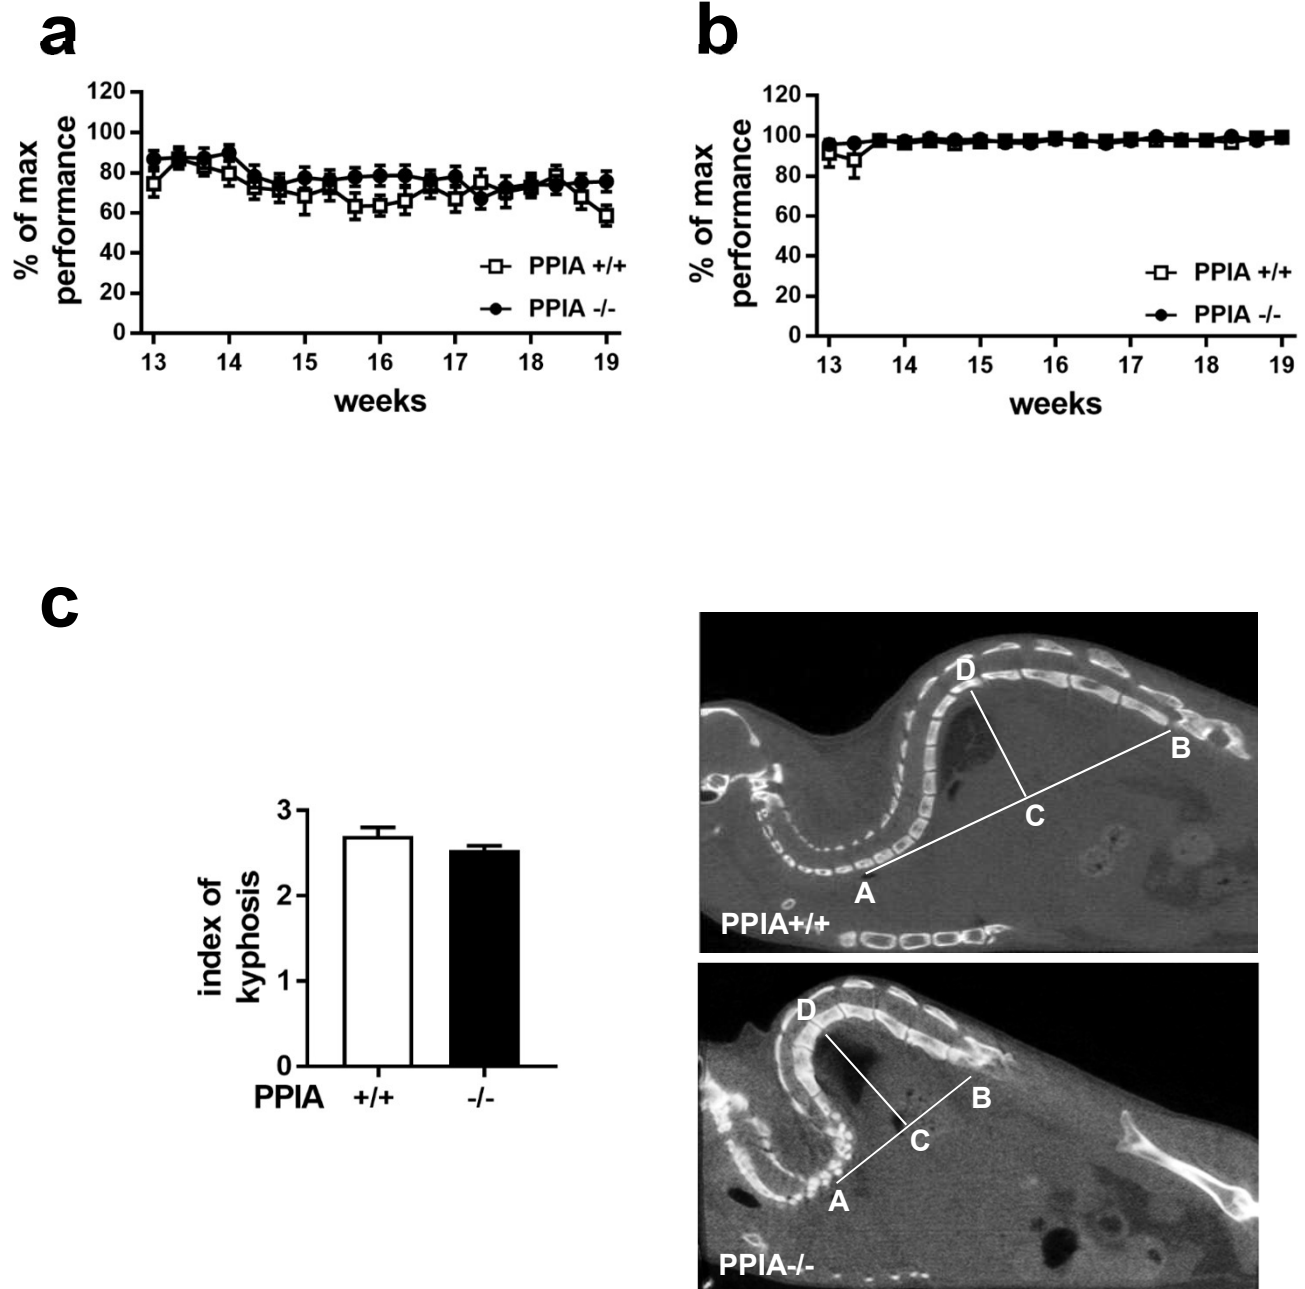 a
120
100
80
60
40
20
0
% of max
performance
PPIA +/+
PPIA -/-
13 14 15 16 17 18 19
weeks
b
120
100
80
60
40
20
0
% of max
performance
PPIA +/+
PPIA -/-
13 14 15 16 17 18 19
weeks
c
3
2
1
0
index of
kyphosis
PPIA +/+ -/-
D
B
C
A
PPIA+/+
D
B
C
A
PPIA-/-